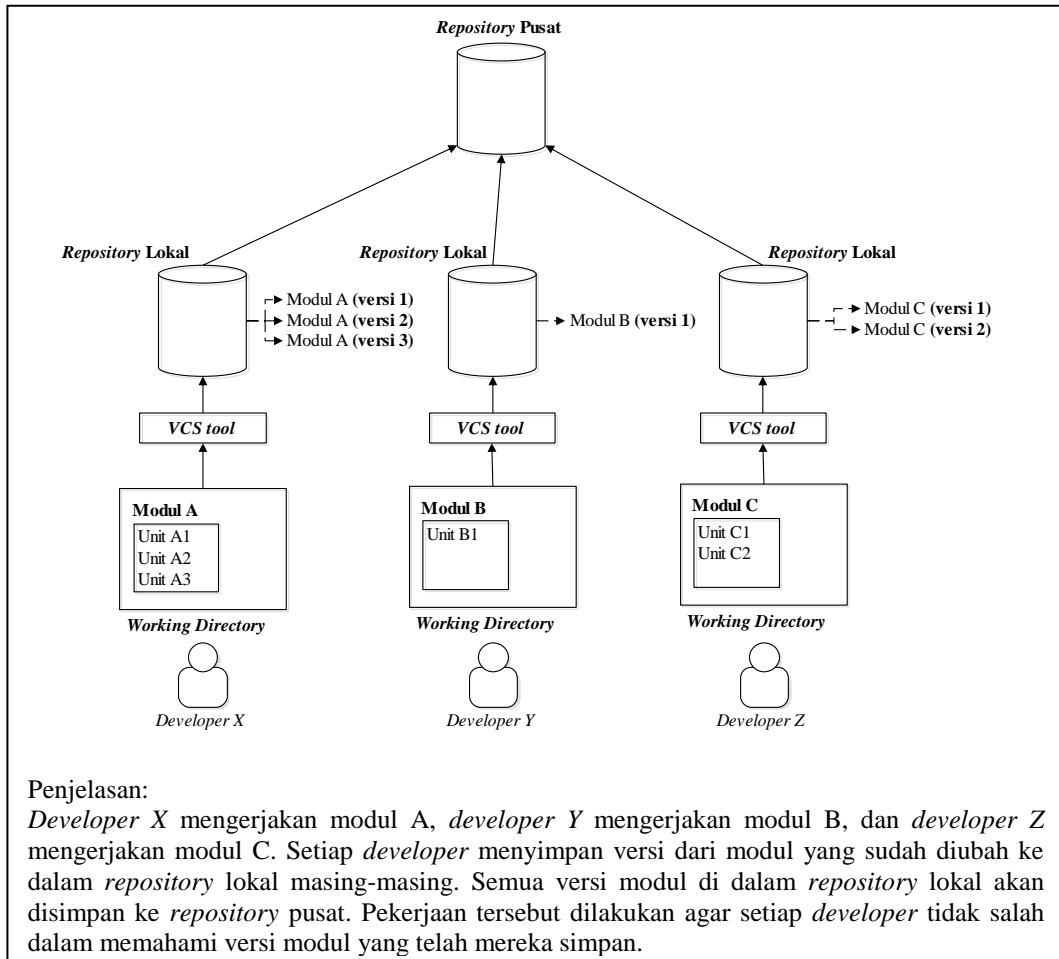 Repository Pusat
Repository Lokal
Repository Lokal
Repository Lokal
Modul A (versi 1)
Modul A (versi 2)
Modul A (versi 3)
Modul B (versi 1)
Modul C (versi 1)
Modul C (versi 2)
VCS tool
VCS tool
VCS tool
Modul A
Unit A1
Unit A2
Unit A3
Modul B
Unit B1
Modul C
Unit C1
Unit C2
Working Directory
Working Directory
Working Directory
Developer X
Developer Y
Developer Z
Penjelasan:
Developer X mengerjakan modul A, developer Y mengerjakan modul B, dan developer Z
mengerjakan modul C. Setiap developer menyimpan versi dari modul yang sudah diubah ke
dalam repository lokal masing-masing. Semua versi modul di dalam repository lokal akan
disimpan ke repository pusat. Pekerjaan tersebut dilakukan agar setiap developer tidak salah
dalam memahami versi modul yang telah mereka simpan.